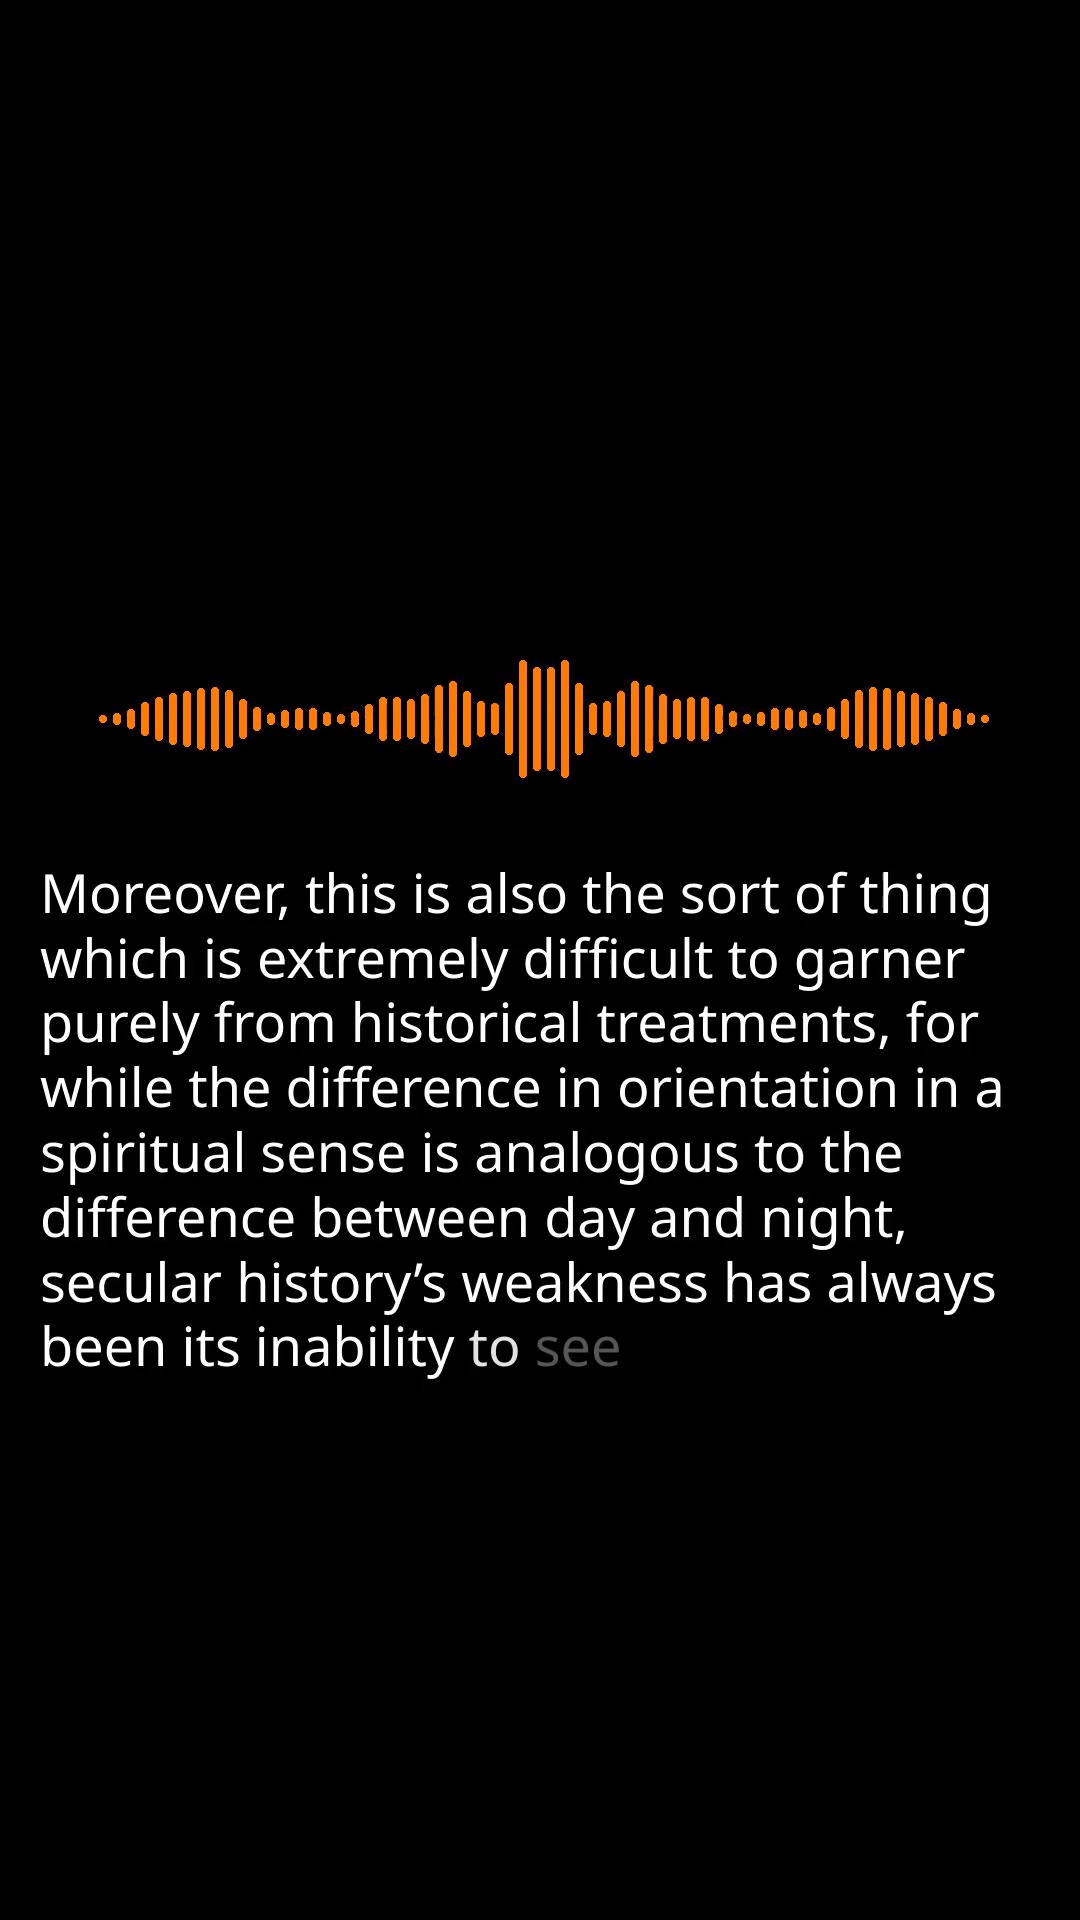 Moreover, this is also the sort of thing
which is extremely difficult to garner
purely from historical treatments, for
while the difference in orientation in a
spiritual sense is analogous to the
difference between day and night,
secular history’s weakness has always
been its inability to see